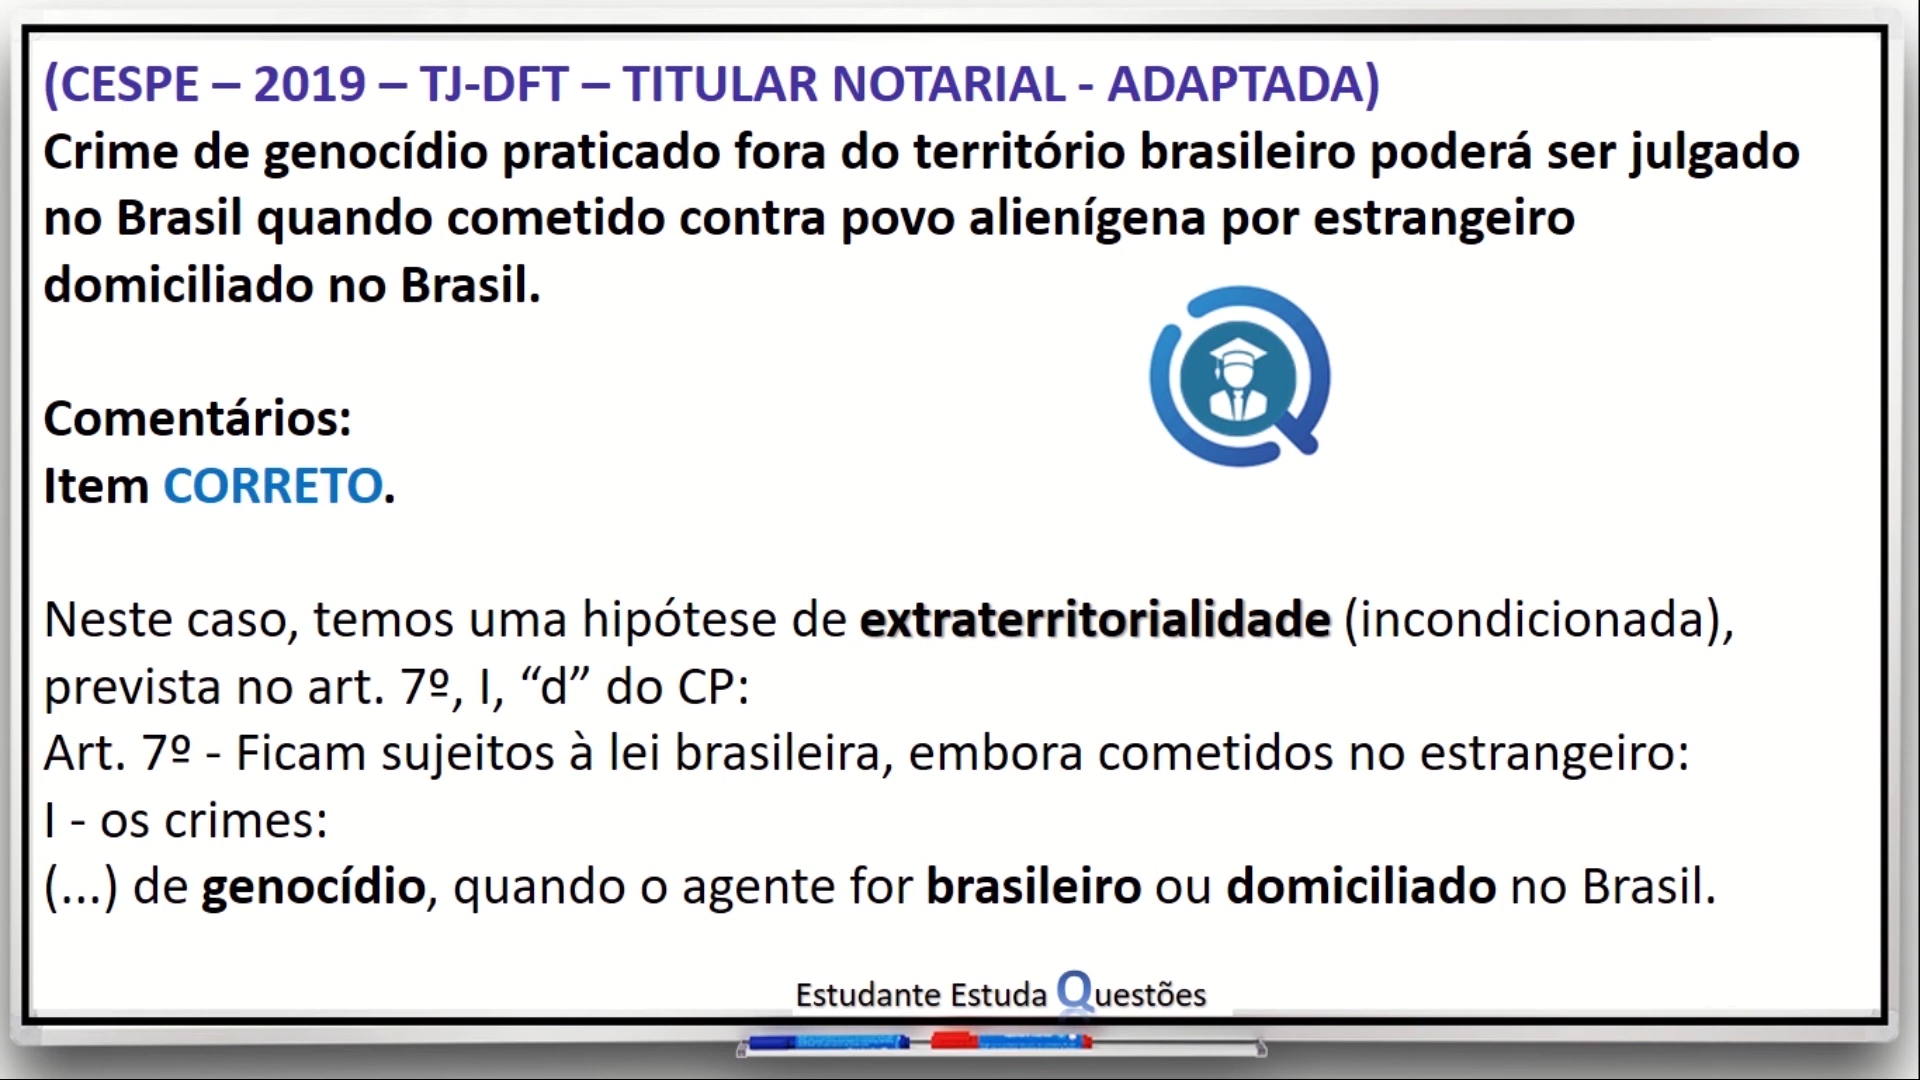 (CESPE – 2019 – TJ-DFT – TITULAR NOTARIAL - ADAPTADA)
Crime de genocídio praticado fora do território brasileiro poderá ser julgado
no Brasil quando cometido contra povo alienígena por estrangeiro
domiciliado no Brasil.
Comentários:
Item CORRETO.
Neste caso, temos uma hipótese de extraterritorialidade (incondicionada),
prevista no art. 7º, I, “d” do CP:
Art. 7º - Ficam sujeitos à lei brasileira, embora cometidos no estrangeiro:
I - os crimes:
(...) de genocídio, quando o agente for brasileiro ou domiciliado no Brasil.
Estudante Estuda Questões